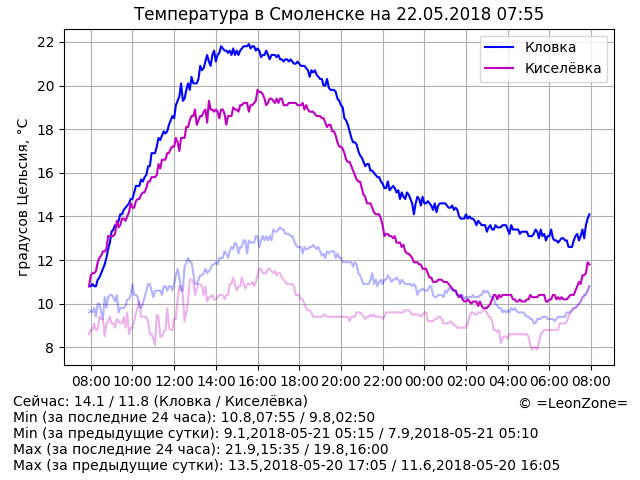 Температура в Смоленске на 22.05.2018 07:55
Кловка
Киселёвка
градусов Цельсия, °C
22
20
18
16
14
12
10
8
08:00 10:00 12:00 14:00 16:00 18:00 20:00 22:00 00:00 02:00 04:00 06:00 08:00
Сейчас: 14.1 / 11.8 (Кловка / Киселёвка)
© =LeonZone=
Min (за последние 24 часа): 10.8,07:55 / 9.8,02:50
Min (за предыдущие сутки): 9.1,2018-05-21 05:15 / 7.9,2018-05-21 05:10
Max (за последние 24 часа): 21.9,15:35 / 19.8,16:00
Max (за предыдущие сутки): 13.5,2018-05-20 17:05 / 11.6,2018-05-20 16:05